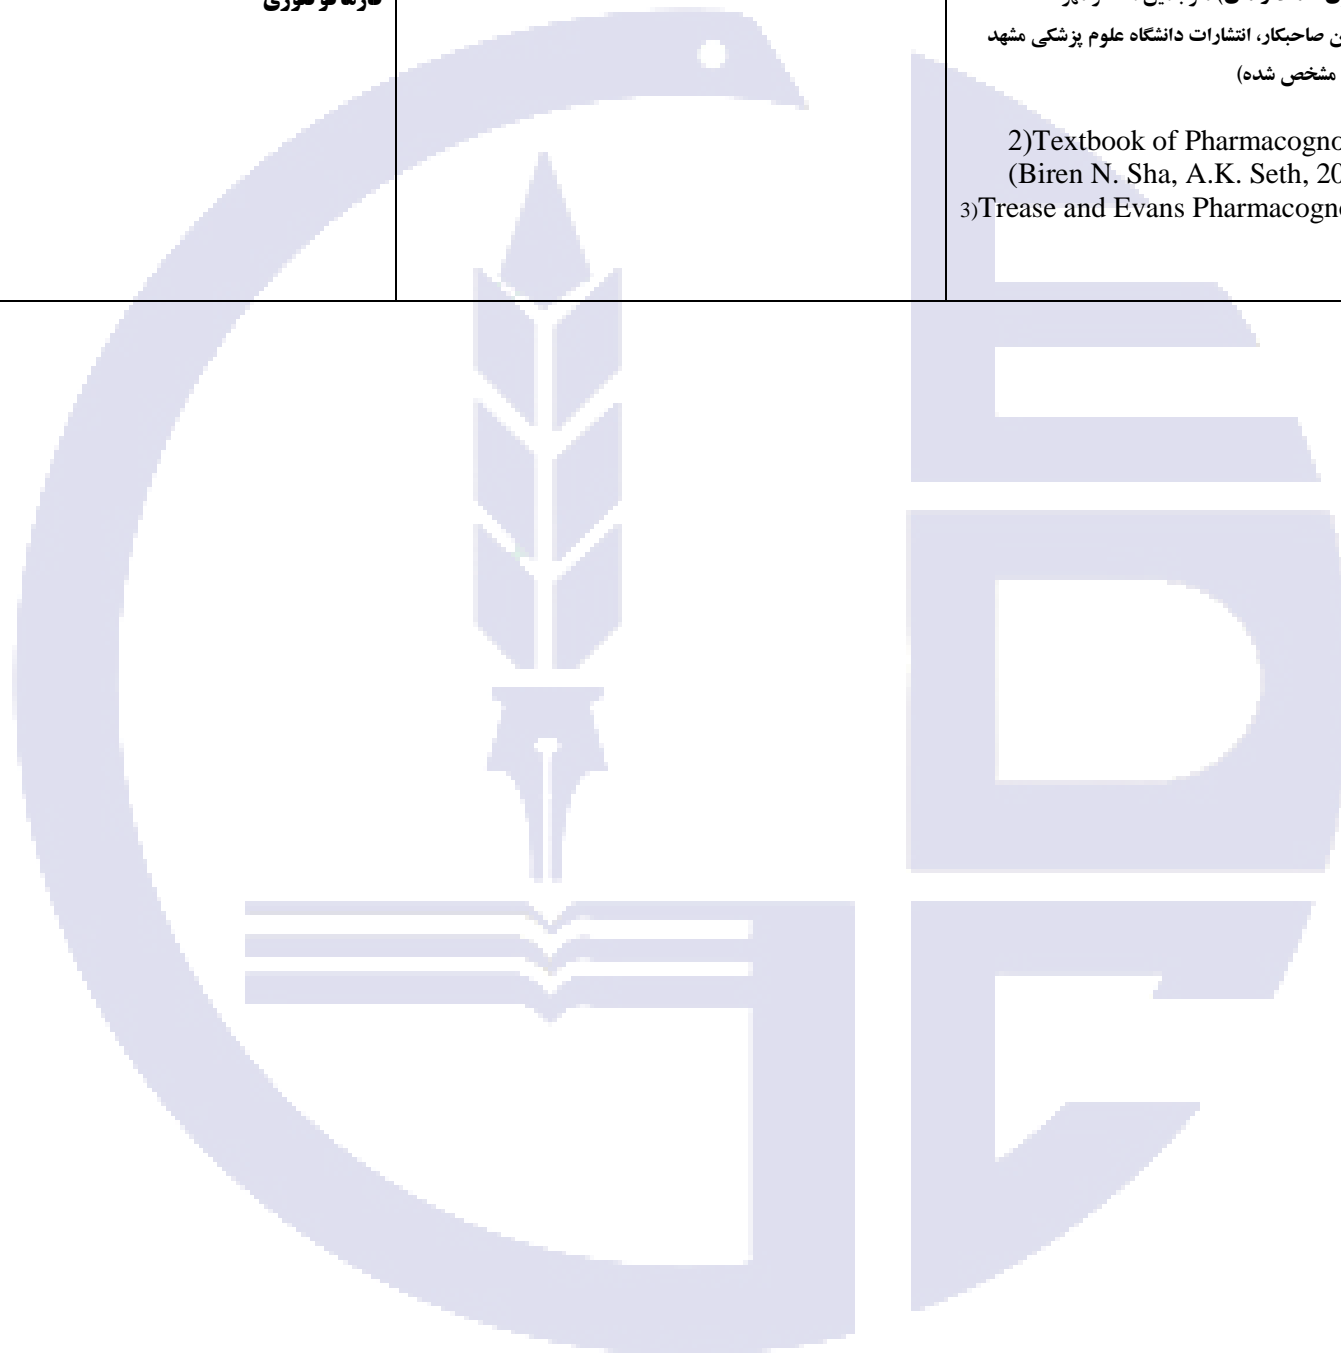 ن صاحبکار، انتشارات دانشگاه علوم پزشکی مشهد
مشخص شده)
2)Textbook of Pharmacogno
(Biren N. Sha, A.K. Seth, 20
3)Trease and Evans Pharmacogno
EDC